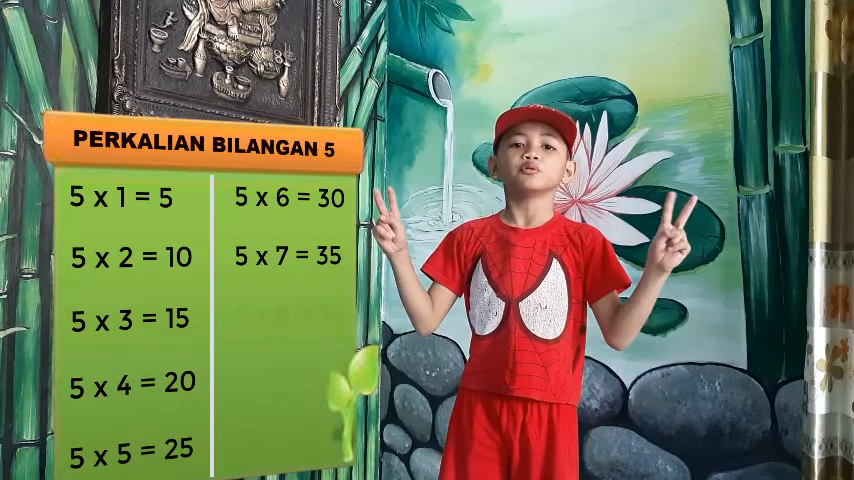 PERKALIAN BILANGAN 5
5 x 1 = 5
5 x 2 = 10
5 x 3 = 15
5 x 4 = 20
5 x 5 = 25
5 x 6 = 30
5 x 7 = 35